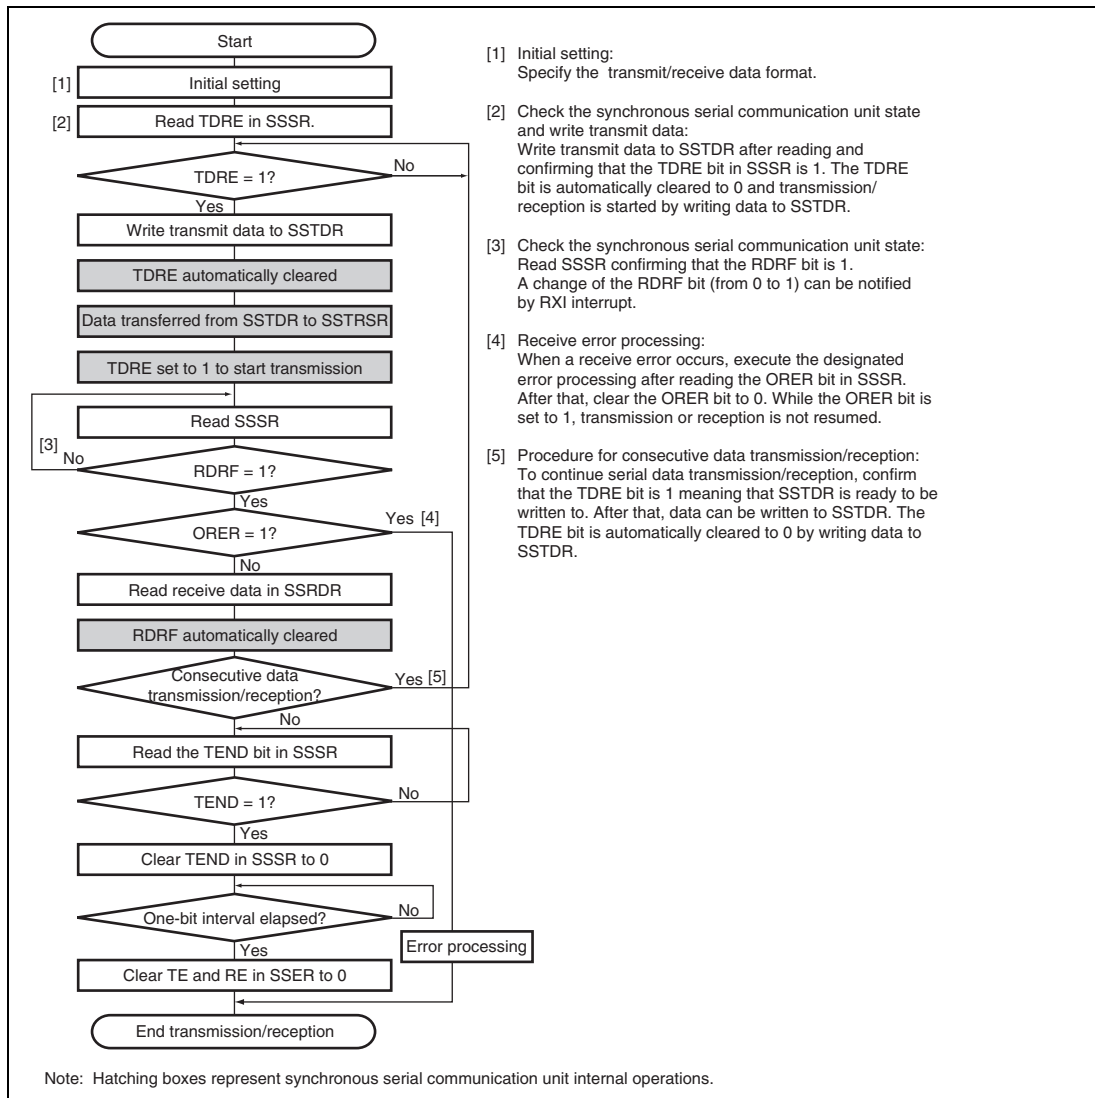 Start
[1] Initial setting
[2] Read TDRE in SSSR.
TDRE = 1?
No
Yes
Write transmit data to SSTDR
TDRE automatically cleared
Data transferred from SSTDR to SSTRSR
TDRE set to 1 to start transmission
Read SSSR
[3]
No
RDRF = 1?
Yes
ORER = 1?
Yes [4]
No
Read receive data in SSRDR
RDRF automatically cleared
Consecutive data
transmission/reception?
Yes [5]
No
Read the TEND bit in SSSR
TEND = 1?
No
Yes
Clear TEND in SSSR to 0
One-bit interval elapsed?
No
Yes
Error processing
Clear TE and RE in SSER to 0
End transmission/reception
[1] Initial setting:
Specify the transmit/receive data format.
[2] Check the synchronous serial communication unit state
and write transmit data:
Write transmit data to SSTDR after reading and
confirming that the TDRE bit in SSSR is 1. The TDRE
bit is automatically cleared to 0 and transmission/
reception is started by writing data to SSTDR.
[3] Check the synchronous serial communication unit state:
Read SSSR confirming that the RDRF bit is 1.
A change of the RDRF bit (from 0 to 1) can be notified
by RXI interrupt.
[4] Receive error processing:
When a receive error occurs, execute the designated
error processing after reading the ORER bit in SSSR.
After that, clear the ORER bit to 0. While the ORER bit is
set to 1, transmission or reception is not resumed.
[5] Procedure for consecutive data transmission/reception:
To continue serial data transmission/reception, confirm
that the TDRE bit is 1 meaning that SSTDR is ready to be
written to. After that, data can be written to SSTDR. The
TDRE bit is automatically cleared to 0 by writing data to
SSTDR.
Note: Hatching boxes represent synchronous serial communication unit internal operations.